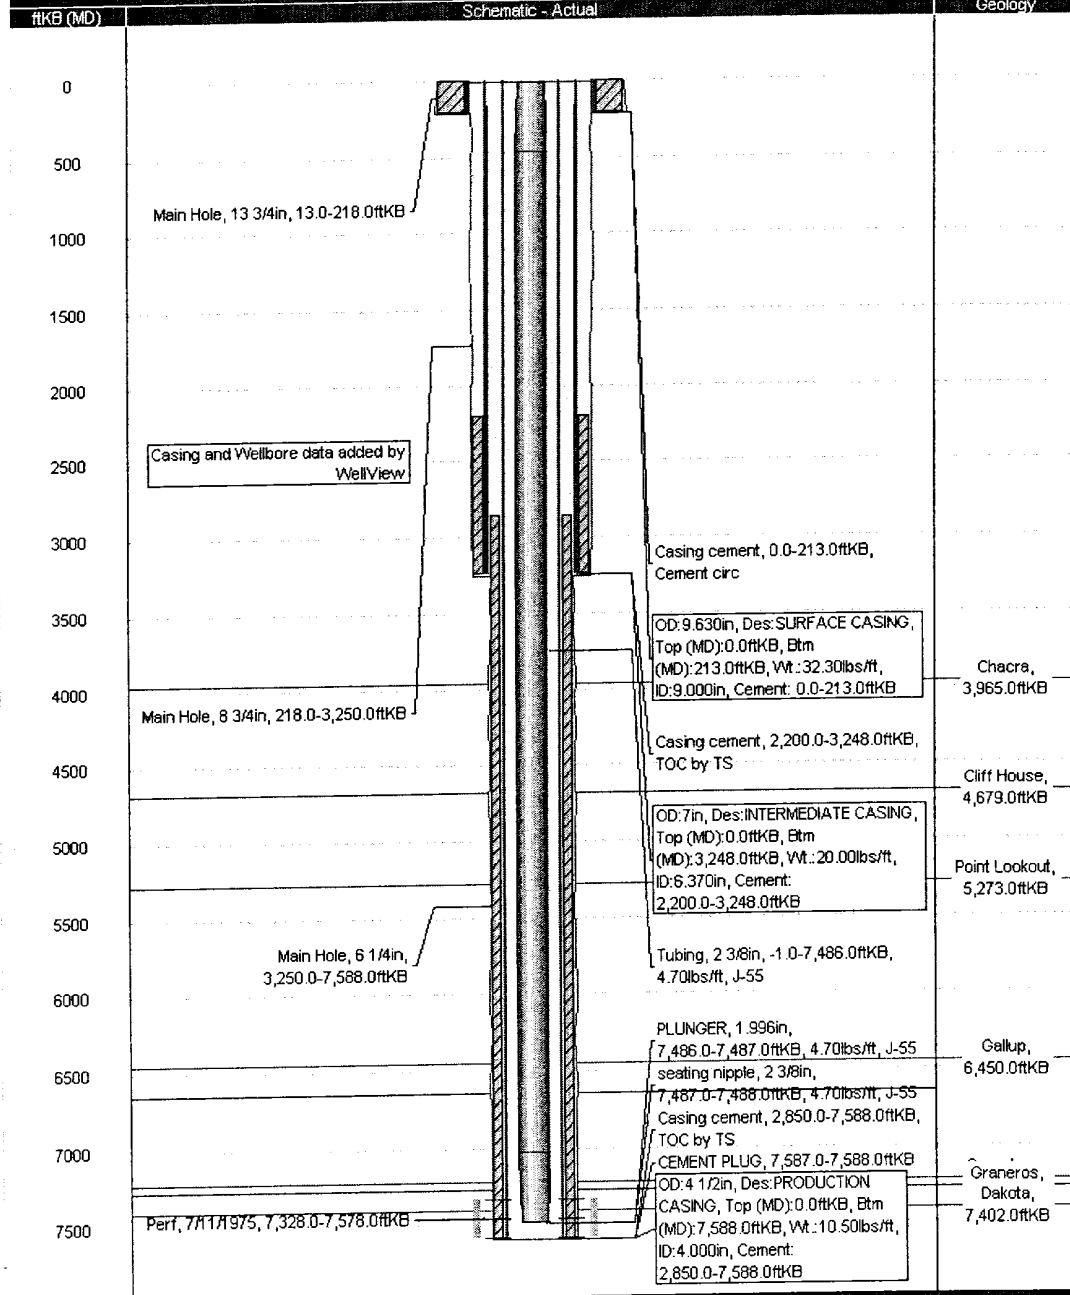 ftKB (MD)
Schematic - Actual
Geology
0
500
1000
1500
2000
2500
3000
3500
4000
4500
5000
5500
6000
6500
7000
7500
Main Hole, 13 3/4in, 13.0-218.0ftKB
Casing and Wellbore data added by
WellView
Main Hole, 8 3/4in, 218.0-3,250.0ftKB
Main Hole, 6 1/4in,
3,250.0-7,588.0ftKB
Perf, 7/11/1975, 7,328.0-7,578.0ftKB
Casing cement, 0.0-213.0ftKB,
Cement circ
OD:9.630in, Des:SURFACE CASING,
Top (MD):0.0ftKB, Btm
(MD):213.0ftKB, Wt.:32.30lbs/ft,
ID:9.000in, Cement: 0.0-213.0ftKB
Casing cement, 2,200.0-3,248.0ftKB,
TOC by TS
OD:7in, Des:INTERMEDIATE CASING,
Top (MD):0.0ftKB, Btm
(MD):3,248.0ftKB, Wt.:20.00lbs/ft,
ID:6.370in, Cement:
2,200.0-3,248.0ftKB
Tubing, 2 3/8in, -1.0-7,486.0ftKB,
4.70lbs/ft, J-55
PLUNGER, 1.996in,
7,486.0-7,487.0ftKB, 4.70lbs/ft, J-55
seating nipple, 2 3/8in,
7,487.0-7,488.0ftKB, 4.70lbs/ft, J-55
Casing cement, 2,850.0-7,588.0ftKB,
TOC by TS
CEMENT PLUG, 7,587.0-7,588.0ftKB
OD:4 1/2in, Des:PRODUCTION
CASING, Top (MD):0.0ftKB, Btm
(MD):7,588.0ftKB, Wt.:10.50lbs/ft,
ID:4.000in, Cement:
2,850.0-7,588.0ftKB
Chacra,
3,965.0ftKB
Cliff House,
4,679.0ftKB
Point Lookout,
5,273.0ftKB
Gallup,
6,450.0ftKB
Graneros,
Dakota,
7,402.0ftKB